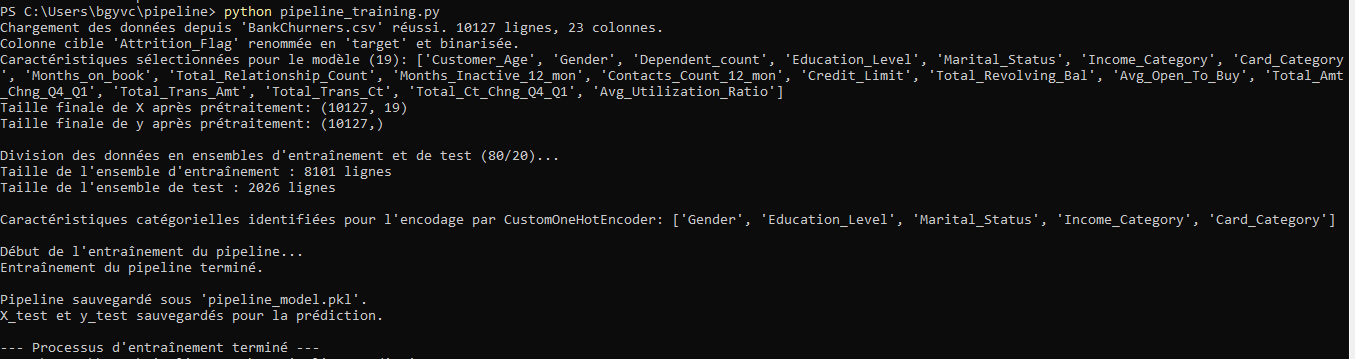 PS C:\Users\bgyvc\pipeline> python pipeline_training.py
Chargement des données depuis 'BankChurners.csv' réussi. 10127 lignes, 23 colonnes.
Colonne cible 'Attrition_Flag' renommée en 'target' et binarisée.
Caractéristiques sélectionnées pour le modèle (19): ['Customer_Age', 'Gender', 'Dependent_count', 'Education_Level', 'Marital_Status', 'Income_Category', 'Card_Category
', 'Months_on_book', 'Total_Relationship_Count', 'Months_Inactive_12_mon', 'Contacts_Count_12_mon', 'Credit_Limit', 'Total_Revolving_Bal', 'Avg_Open_To_Buy', 'Total_Amt
_Chng_Q4_Q1', 'Total_Trans_Amt', 'Total_Trans_Ct', 'Total_Ct_Chng_Q4_Q1', 'Avg_Utilization_Ratio']
Taille finale de X après prétraitement: (10127, 19)
Taille finale de y après prétraitement: (10127,)
Division des données en ensembles d'entraînement et de test (80/20)...
Taille de l'ensemble d'entraînement : 8101 lignes
Taille de l'ensemble de test : 2026 lignes
Caractéristiques catégorielles identifiées pour l'encodage par CustomOneHotEncoder: ['Gender', 'Education_Level', 'Marital_Status', 'Income_Category', 'Card_Category']
Début de l'entraînement du pipeline...
Entraînement du pipeline terminé.
Pipeline sauvegardé sous 'pipeline_model.pkl'.
X_test et y_test sauvegardés pour la prédiction.
--- Processus d'entraînement terminé ---